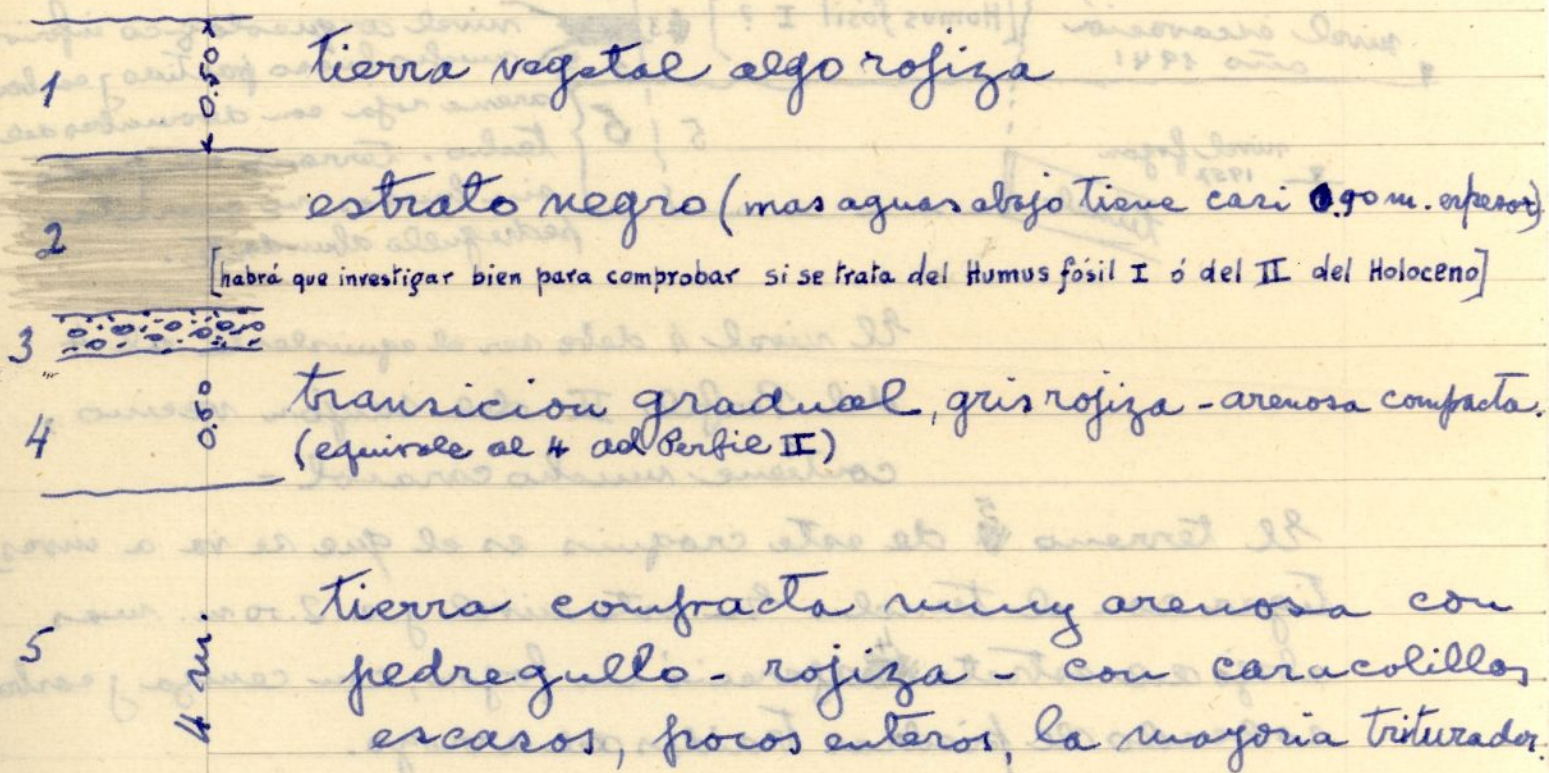 1 0.50 tierra vegetal algo rojiza
2 estrato negro (mas aguas abajo tiene casi 0.90 m. espesor)
[habrá que investigar bien para comprobar si se trata del Humus fósil I ó del II del Holoceno]
3
4 0.60 transicion gradual, gris rojiza - arenosa compacta.
(equivale al 4 del Perfil II)
5 4 m. tierra compacta muy arenosa con
pedregullo - rojiza - con caracolillos
escasos, pocos enteros, la mayoria triturados.